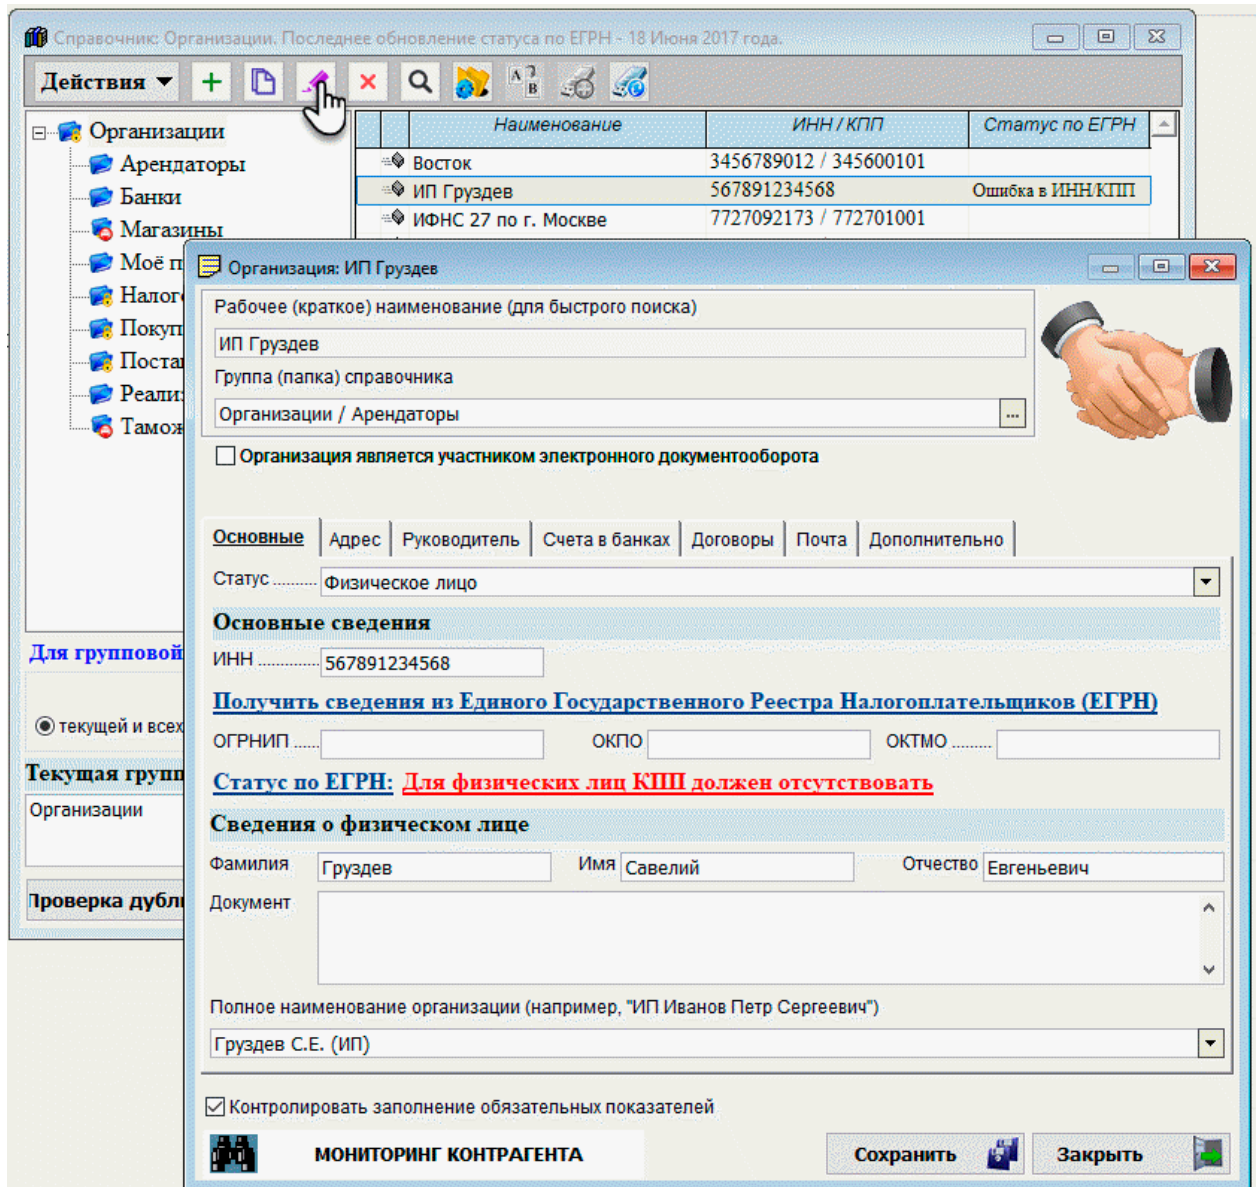 Справочник: Организации. Последнее обновление статуса по ЕГРН - 18 Июня 2017 года.
Действия
A B
Организации
Арендаторы
Банки
Магазины
Моё п
Налог
Покуп
Поста
Реали
Тамож
Наименование ИНН / КПП Статус по ЕГРН
Восток 3456789012 / 345600101
ИП Груздев 567891234568 Ошибка в ИНН/КПП
ИФНС 27 по г. Москве 7727092173 / 772701001
Для групповой
текущей и всех
Текущая групп
Организации
Проверка дубл
Организация: ИП Груздев
Рабочее (краткое) наименование (для быстрого поиска)
ИП Груздев
Группа (папка) справочника
Организации / Арендаторы
...
Организация является участником электронного документооборота
Основные Адрес Руководитель Счета в банках Договоры Почта Дополнительно
Статус .......... Физическое лицо
Основные сведения
ИНН .............. 567891234568
Получить сведения из Единого Государственного Реестра Налогоплательщиков (ЕГРН)
ОГРНИП ...... ОКПО ОКТМО .........
Статус по ЕГРН: Для физических лиц КПП должен отсутствовать
Сведения о физическом лице
Фамилия Груздев Имя Савелий Отчество Евгеньевич
Документ
Полное наименование организации (например, "ИП Иванов Петр Сергеевич")
Груздев С.Е. (ИП)
Контролировать заполнение обязательных показателей
МОНИТОРИНГ КОНТРАГЕНТА Сохранить Закрыть